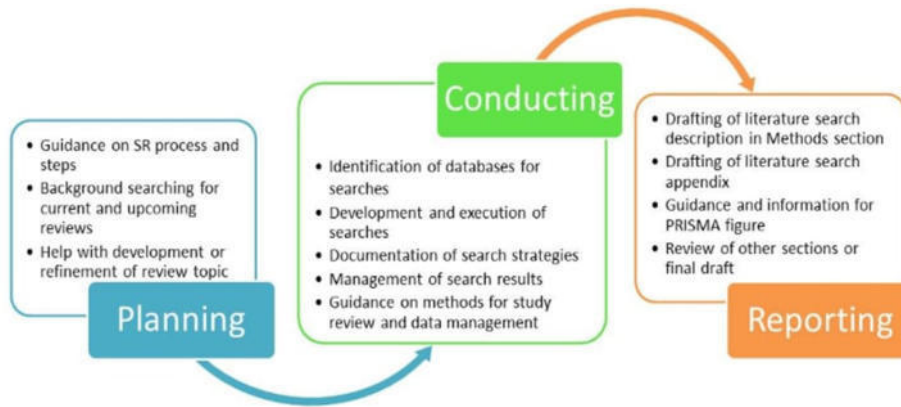 Planning
• Guidance on SR process and
steps
• Background searching for
current and upcoming
reviews
• Help with development or
refinement of review topic
Conducting
• Identification of databases for
searches
• Development and execution of
searches
• Documentation of search strategies
• Management of search results
• Guidance on methods for study
review and data management
Reporting
• Drafting of literature search
description in Methods section
• Drafting of literature search
appendix
• Guidance and information for
PRISMA figure
• Review of other sections or
final draft